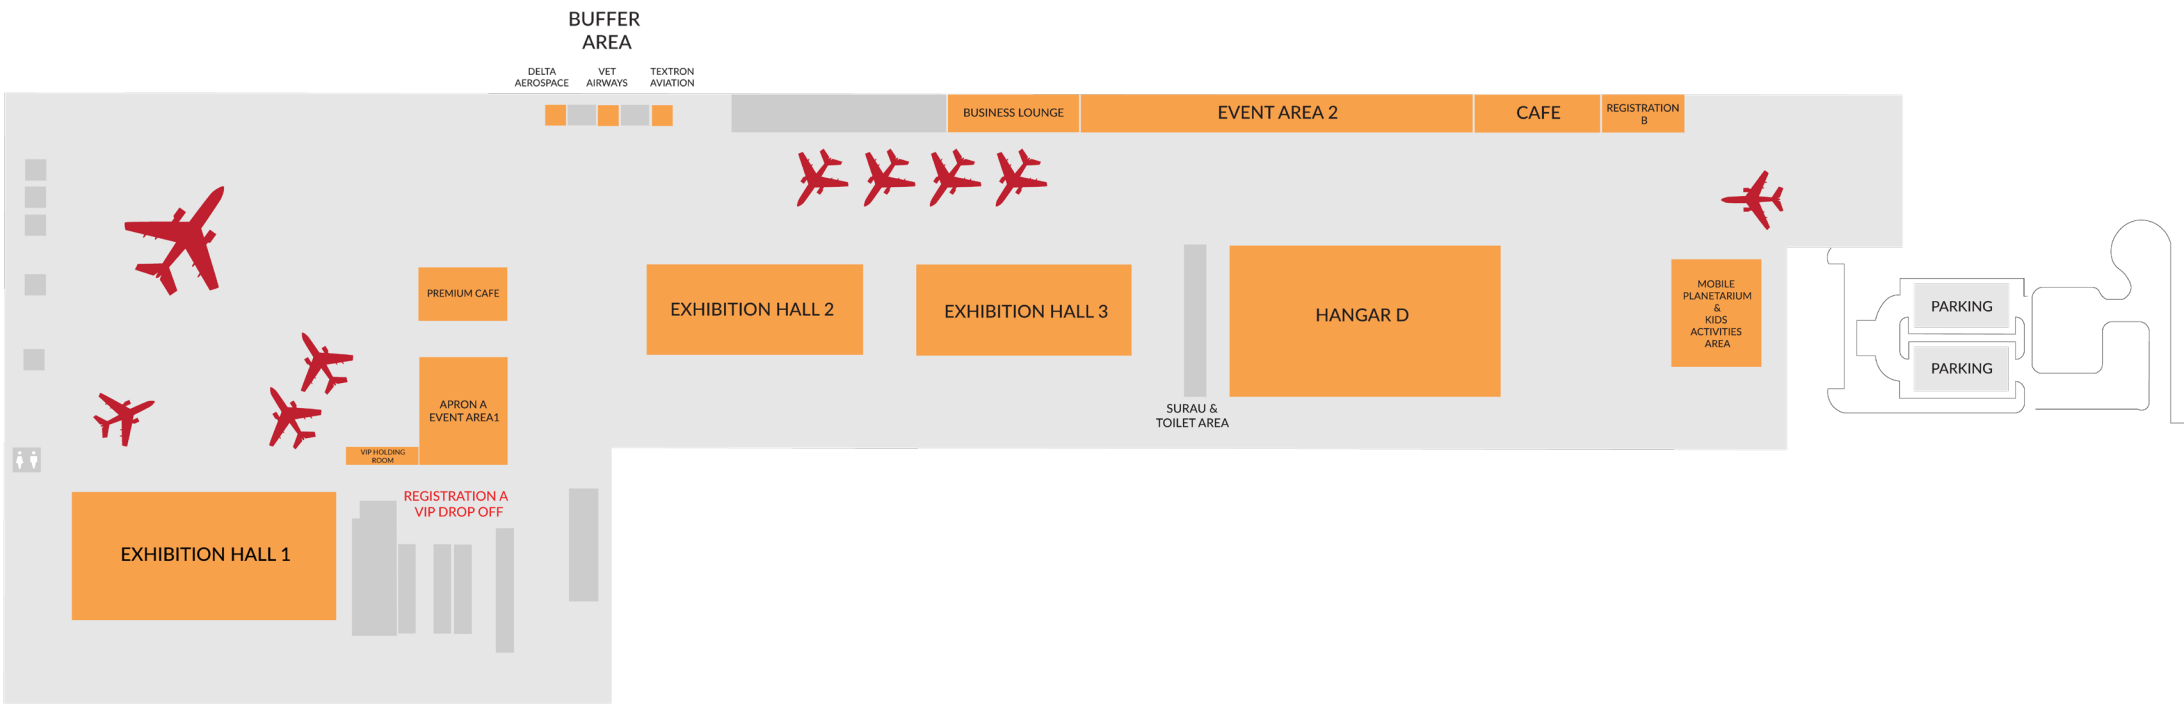 BUFFER
AREA
DELTA
AEROSPACE
VET
AIRWAYS
TEXTRON
AVIATION
BUSINESS LOUNGE
EVENT AREA 2
CAFE
REGISTRATION
B
PREMIUM CAFE
EXHIBITION HALL 2
EXHIBITION HALL 3
HANGAR D
MOBILE
PLANETARIUM
&
KIDS
ACTIVITIES
AREA
PARKING
PARKING
APRON A
EVENT AREA1
SURAU &
TOILET AREA
VIP HOLDING
ROOM
REGISTRATION A
VIP DROP OFF
EXHIBITION HALL 1